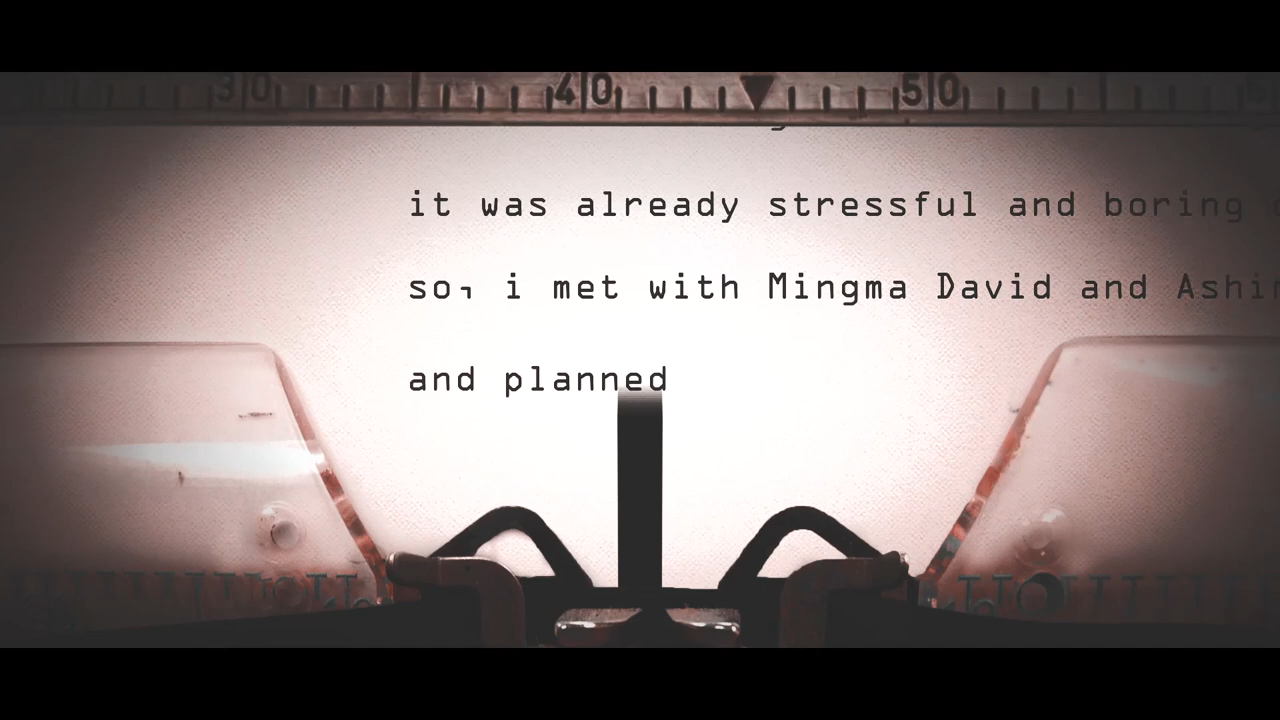 30 40 50
it was already stressful and boring
so, i met with Mingma David and
and planned